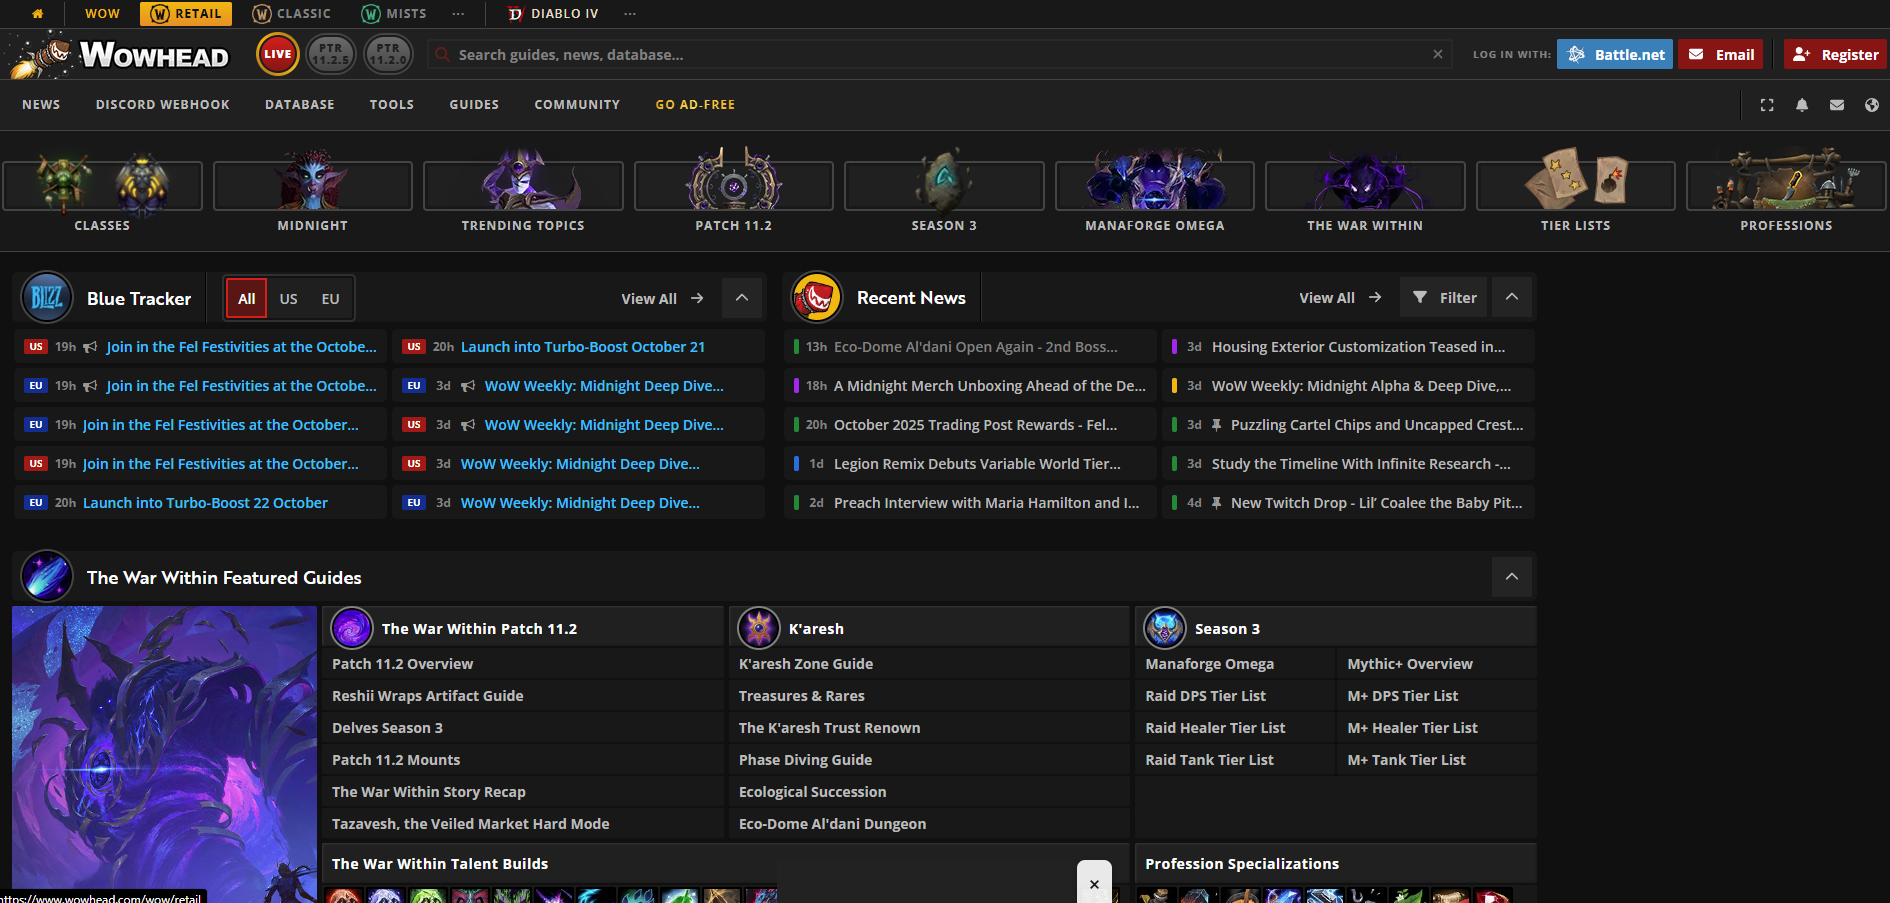 WOW
RETAIL
CLASSIC
MISTS
···
DIABLO IV
···
WOWHEAD
LIVE
PTR
11.2.5
PTR
11.2.0
Search guides, news, database...
LOG IN WITH:
Battle.net
Email
Register
NEWS
DISCORD WEBHOOK
DATABASE
TOOLS
GUIDES
COMMUNITY
GO AD-FREE
CLASSES
MIDNIGHT
TRENDING TOPICS
PATCH 11.2
SEASON 3
MANAFORGE OMEGA
THE WAR WITHIN
TIER LISTS
PROFESSIONS
BLIZZ
Blue Tracker
All
US
EU
View All
US 19h Join in the Fel Festivities at the Octobe...
EU 19h Join in the Fel Festivities at the Octobe...
EU 19h Join in the Fel Festivities at the October...
US 19h Join in the Fel Festivities at the October...
EU 20h Launch into Turbo-Boost 22 October
US 20h Launch into Turbo-Boost October 21
EU 3d WoW Weekly: Midnight Deep Dive...
US 3d WoW Weekly: Midnight Deep Dive...
US 3d WoW Weekly: Midnight Deep Dive...
EU 3d WoW Weekly: Midnight Deep Dive...
Recent News
View All
Filter
13h Eco-Dome Al'dani Open Again - 2nd Boss...
18h A Midnight Merch Unboxing Ahead of the De...
20h October 2025 Trading Post Rewards - Fel...
1d Legion Remix Debuts Variable World Tier...
2d Preach Interview with Maria Hamilton and I...
3d Housing Exterior Customization Teased in...
3d WoW Weekly: Midnight Alpha & Deep Dive,...
3d Puzzling Cartel Chips and Uncapped Crest...
3d Study the Timeline With Infinite Research -...
4d New Twitch Drop - Lil' Coalee the Baby Pit...
The War Within Featured Guides
The War Within Patch 11.2
Patch 11.2 Overview
Reshii Wraps Artifact Guide
Delves Season 3
Patch 11.2 Mounts
The War Within Story Recap
Tazavesh, the Veiled Market Hard Mode
K'aresh
K'aresh Zone Guide
Treasures & Rares
The K'aresh Trust Renown
Phase Diving Guide
Ecological Succession
Eco-Dome Al'dani Dungeon
Season 3
Manaforge Omega
Raid DPS Tier List
Raid Healer Tier List
Raid Tank Tier List
Mythic+ Overview
M+ DPS Tier List
M+ Healer Tier List
M+ Tank Tier List
The War Within Talent Builds
Profession Specializations
https://www.wowhead.com/wow/retail